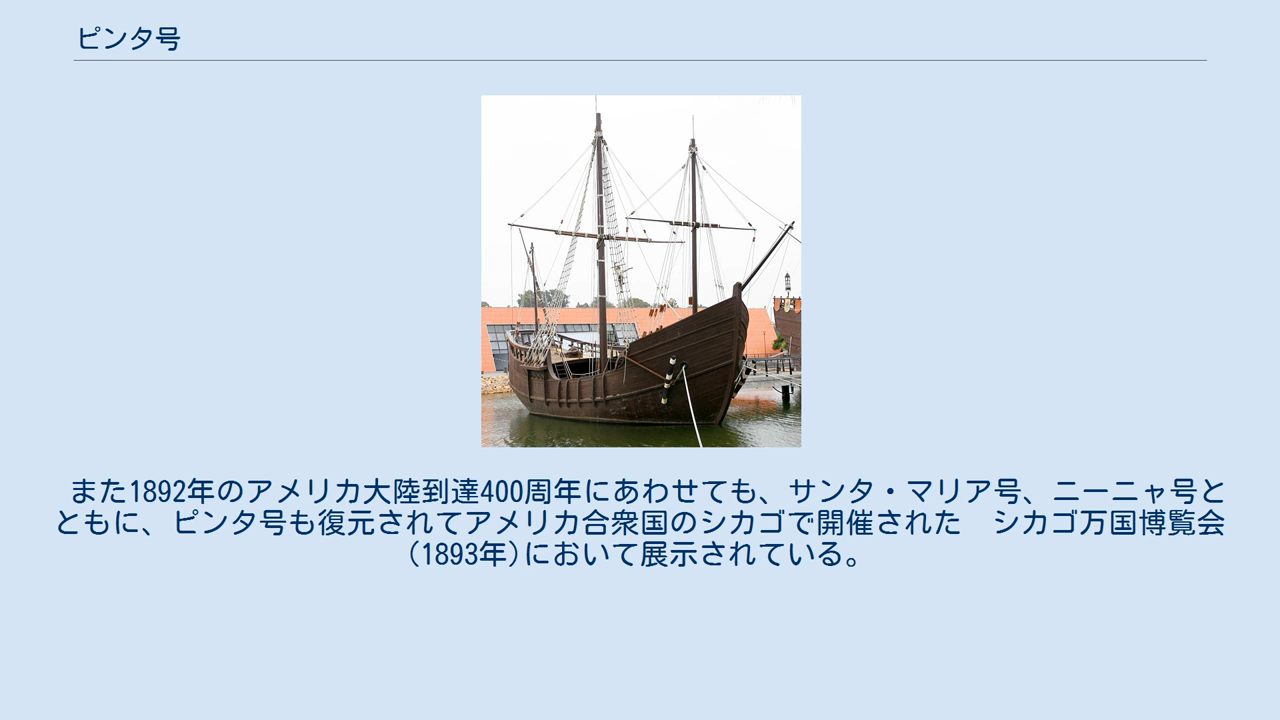 ピンタ号
また1892年のアメリカ大陸到達400周年にあわせても、サンタ・マリア号、ニーニャ号と
ともに、ピンタ号も復元されてアメリカ合衆国のシカゴで開催された　シカゴ万国博覧会
(1893年)において展示されている。